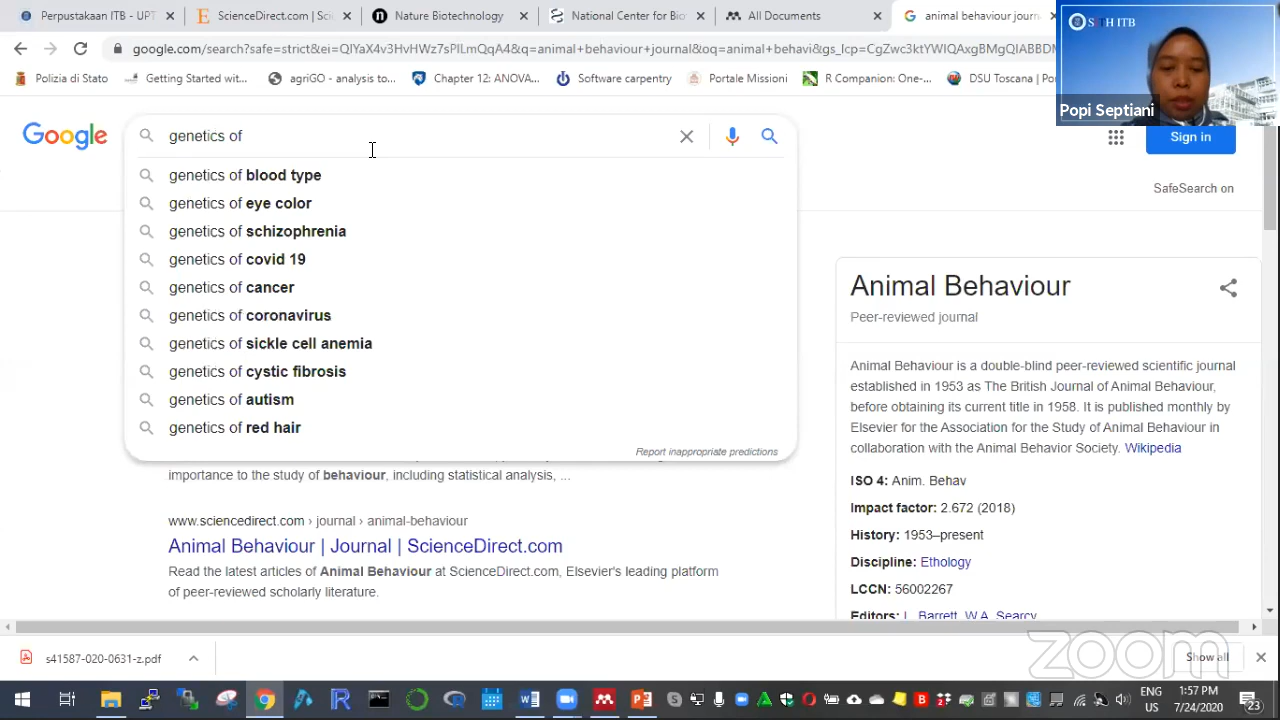 Perpustakaan ITB - UPT
ScienceDirect.com | Sci
Nature Biotechnology
National Center for Bio
All Documents
animal behaviour journ
google.com/search?safe=strict&ei=QIYaX4v3HvHWz7sPlLmQqA4&q=animal+behaviour+journal&oq=animal+behavi&gs_lcp=CgZwc3ktYWIQAxgBMgQIABBDM
Polizia di Stato
Getting Started wit...
agriGO - analysis to...
Chapter 12: ANOVA...
Software carpentry
Portale Missioni
R Companion: One-...
DSU Toscana | Po
SITH ITB
Popi Septiani
Google
genetics of
Sign in
SafeSearch on
genetics of blood type
genetics of eye color
genetics of schizophrenia
genetics of covid 19
genetics of cancer
genetics of coronavirus
genetics of sickle cell anemia
genetics of cystic fibrosis
genetics of autism
genetics of red hair
Report inappropriate predictions
importance to the study of behaviour, including statistical analysis, ...
www.sciencedirect.com › journal › animal-behaviour
Animal Behaviour | Journal | ScienceDirect.com
Read the latest articles of Animal Behaviour at ScienceDirect.com, Elsevier's leading platform
of peer-reviewed scholarly literature.
Animal Behaviour
Peer-reviewed journal
Animal Behaviour is a double-blind peer-reviewed scientific journal
established in 1953 as The British Journal of Animal Behaviour,
before obtaining its current title in 1958. It is published monthly by
Elsevier for the Association for the Study of Animal Behaviour in
collaboration with the Animal Behavior Society. Wikipedia
ISO 4: Anim. Behav
Impact factor: 2.672 (2018)
History: 1953–present
Discipline: Ethology
LCCN: 56002267
Editors: L. Barrett, W.A. Searcy
s41587-020-0631-z.pdf
Show all
zoom
ENG
US
1:57 PM
7/24/2020
23